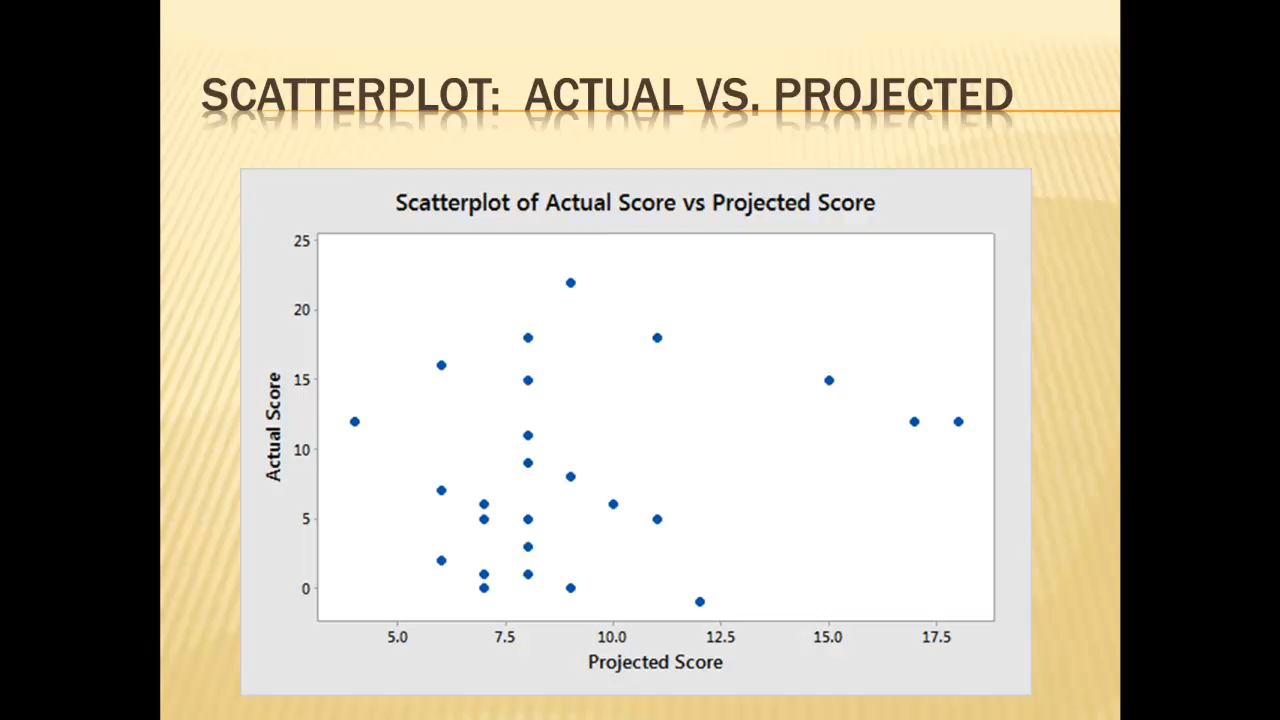 SCATTERPLOT: ACTUAL VS. PROJECTED
Scatterplot of Actual Score vs Projected Score
25
20
15
10
5
0
Actual Score
5.0 7.5 10.0 12.5 15.0 17.5
Projected Score